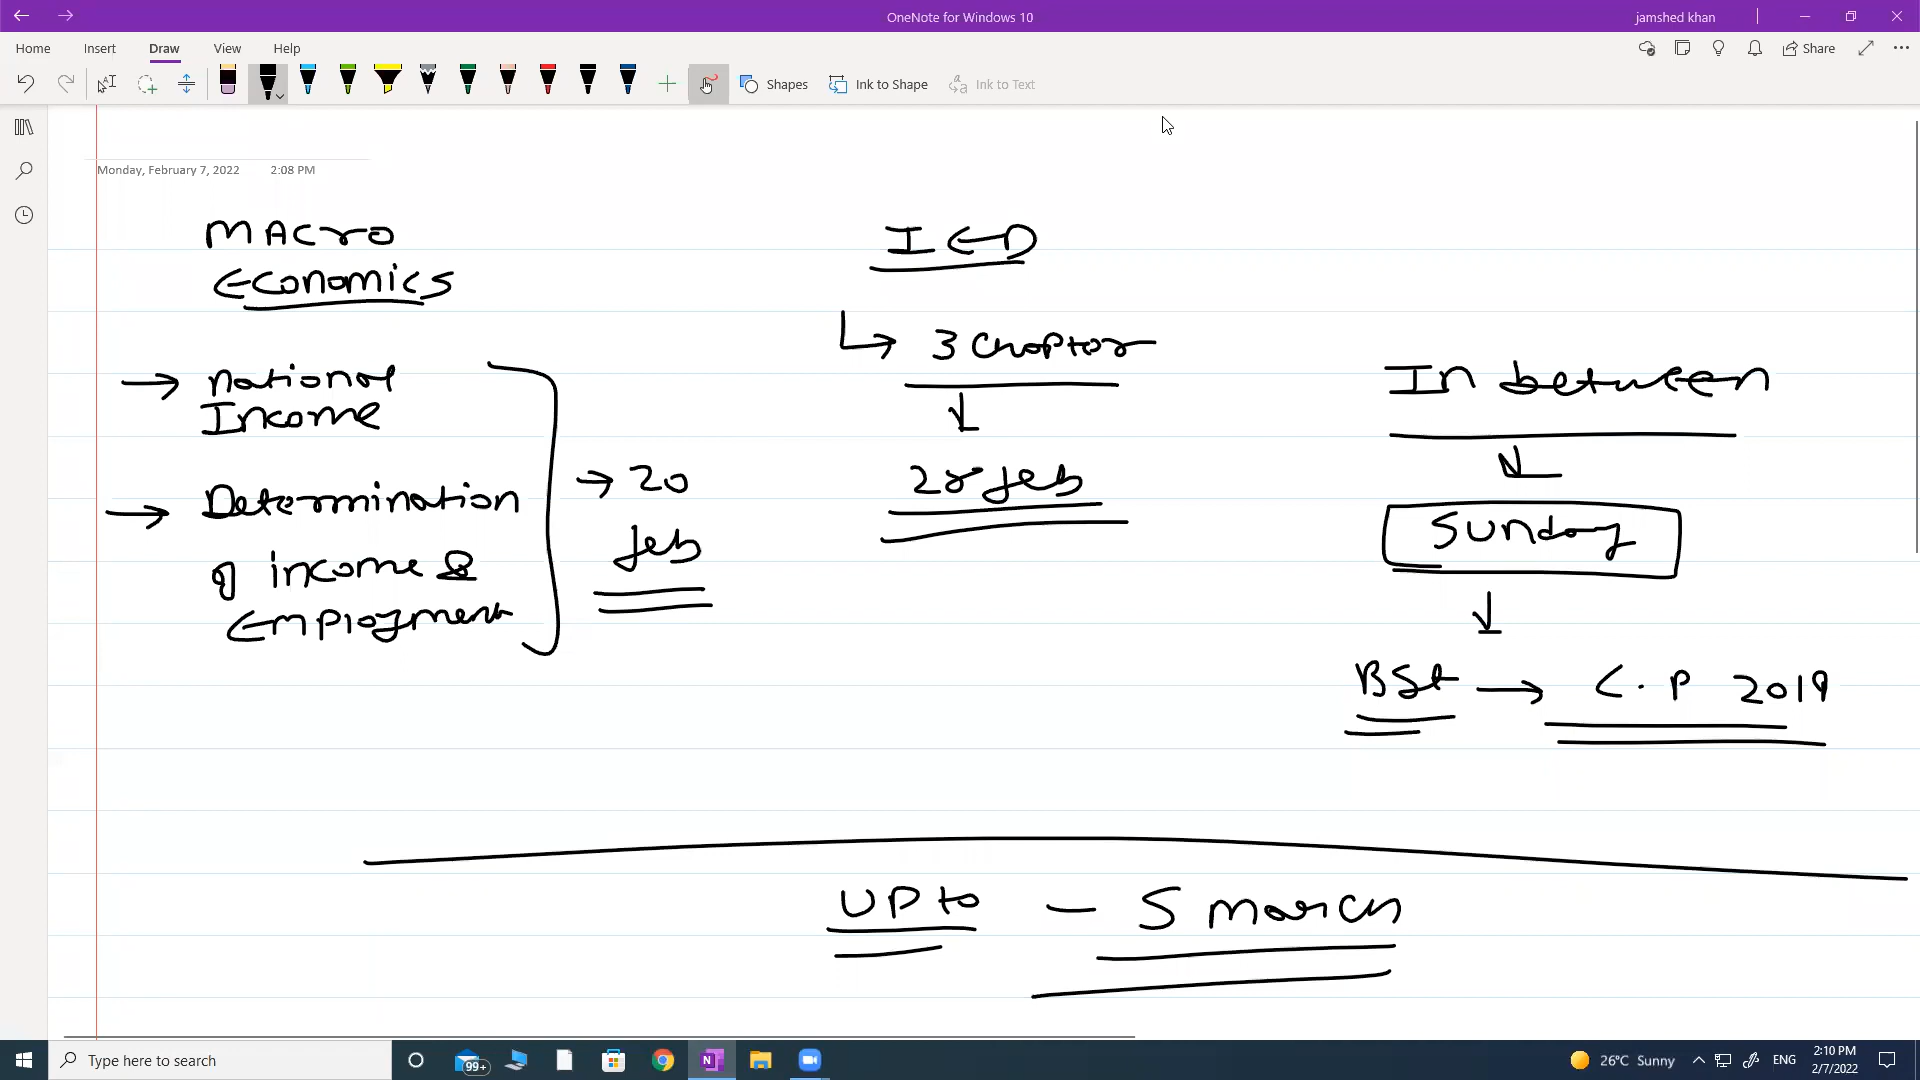 OneNote for Windows 10
jamshed khan
Home Insert Draw View Help
Share
Shapes
Ink to Shape
Ink to Text
Monday, February 7, 2022 2:08 PM
MACro
Economics
→ national
Income
→ Determination
of income &
Employment
→ 20
feb
IED
↳ 3 Chapter
↓
28 feb
In between
↓
Sunday
↓
BSt → C.P 2019
UP to – 5 march
Type here to search
99+
26°C Sunny
ENG
2:10 PM
2/7/2022